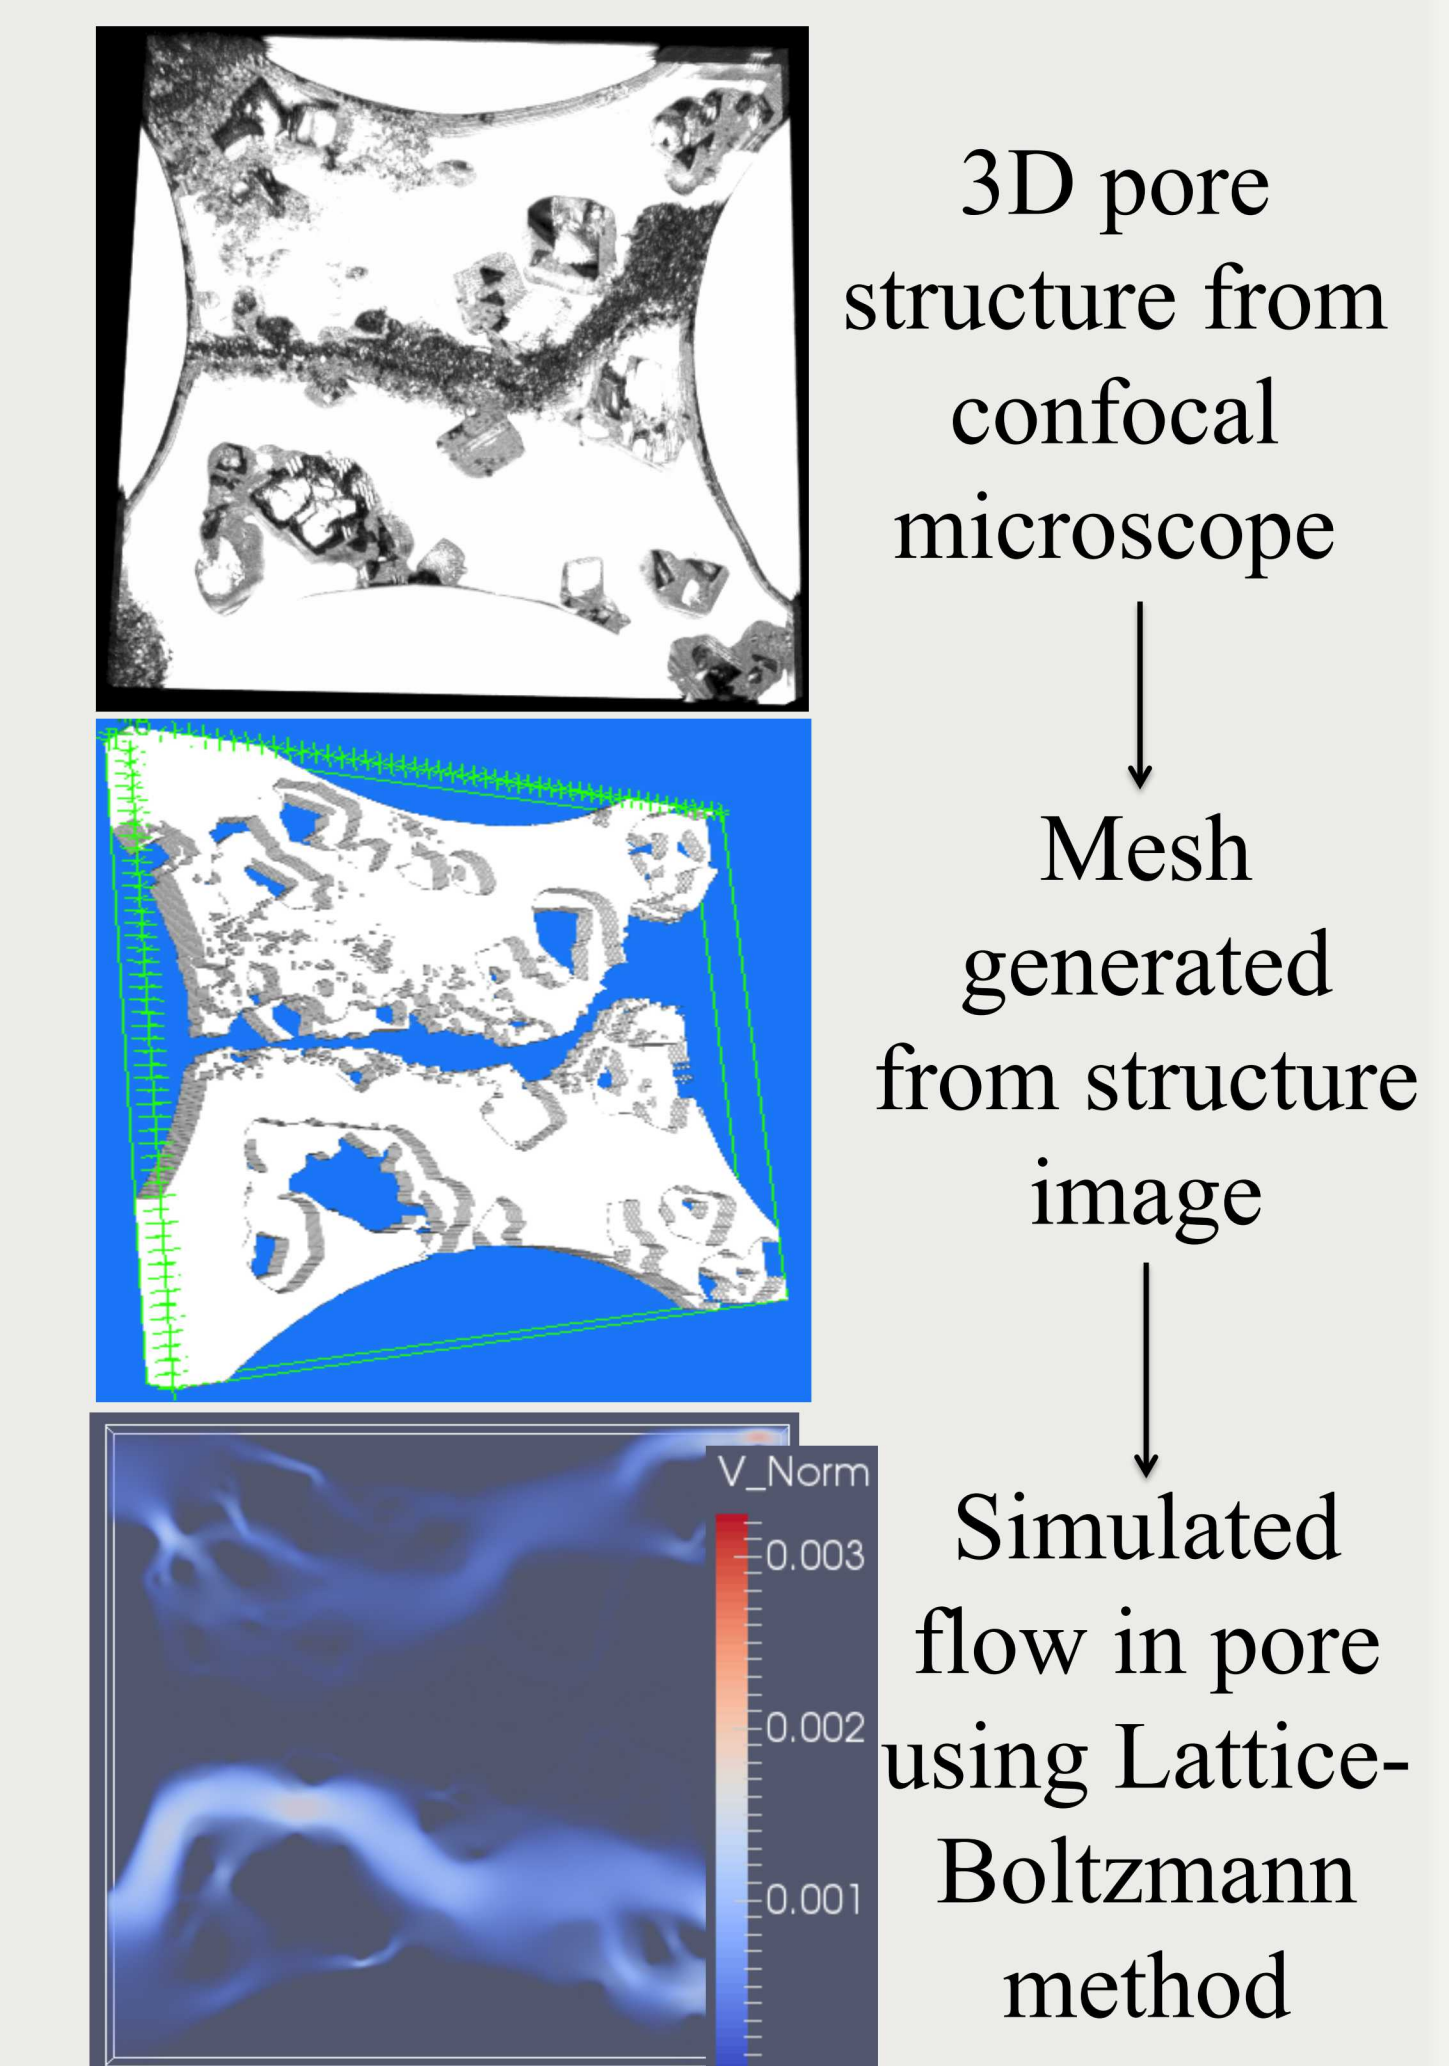 3D pore
structure from
confocal
microscope
Mesh
generated
from structure
image
V_Norm
0.003
0.002
0.001
Simulated
flow in pore
using Lattice-
Boltzmann
method